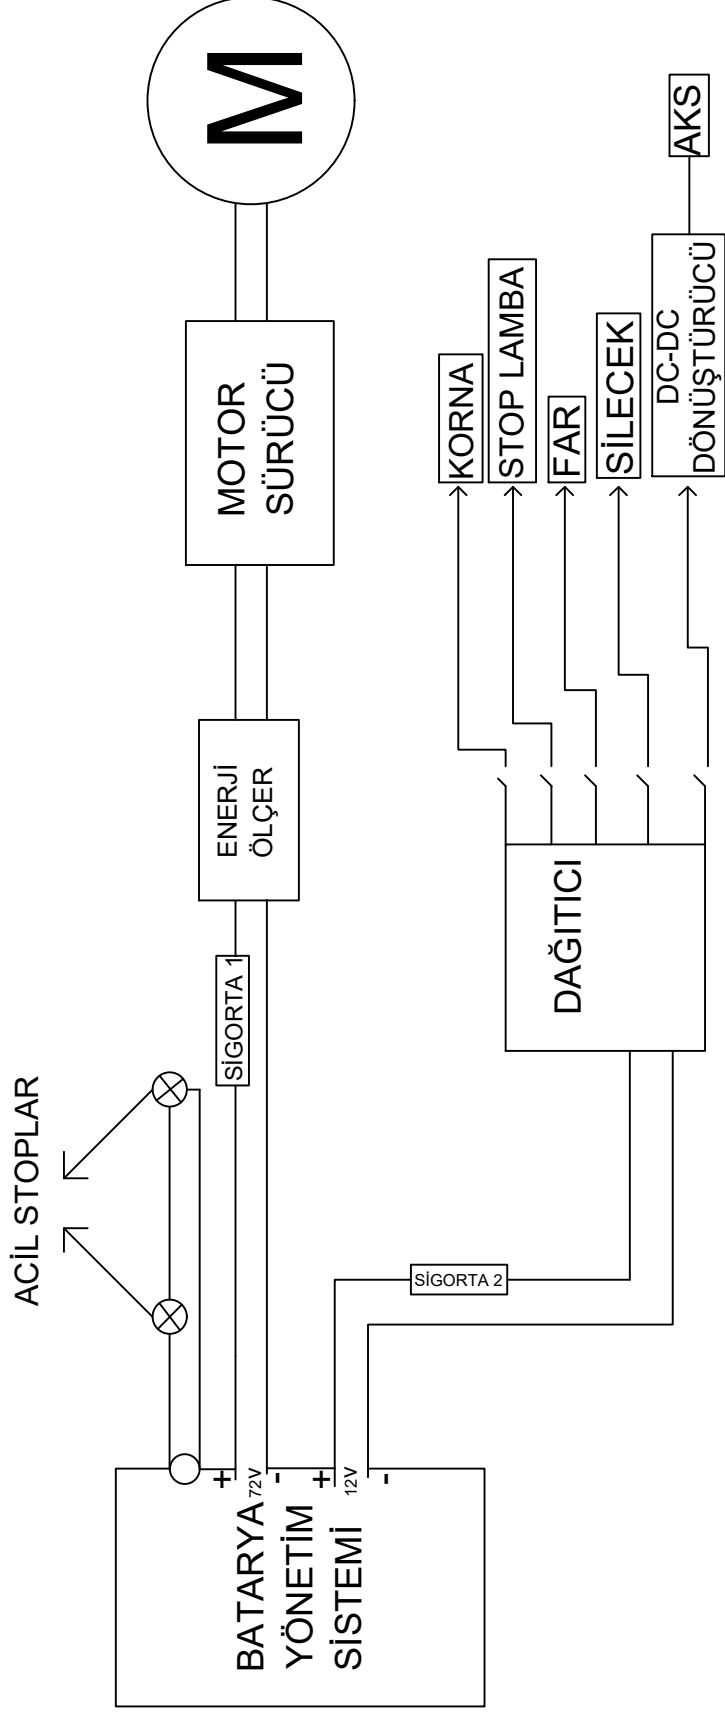 ACİL STOPLAR
BATARYA
YÖNETİM
SİSTEMİ
+
72V
-
+
12V
-
SİGORTA 1
ENERJİ
ÖLÇER
MOTOR
SÜRÜCÜ
M
SİGORTA 2
DAĞITICI
KORNA
STOP LAMBA
FAR
SİLECEK
DC-DC
DÖNÜŞTÜRÜCÜ
AKS